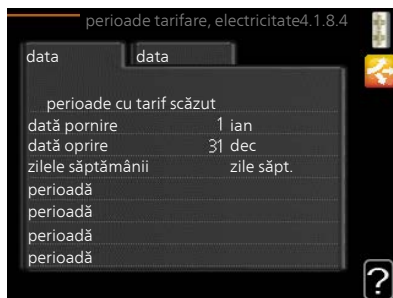 perioade tarifare, electricitate4.1.8.4
data data
perioade cu tarif scăzut
dată pornire 1 ian
dată oprire 31 dec
zilele săptămânii zile săpt.
perioadă
perioadă
perioadă
perioadă
?